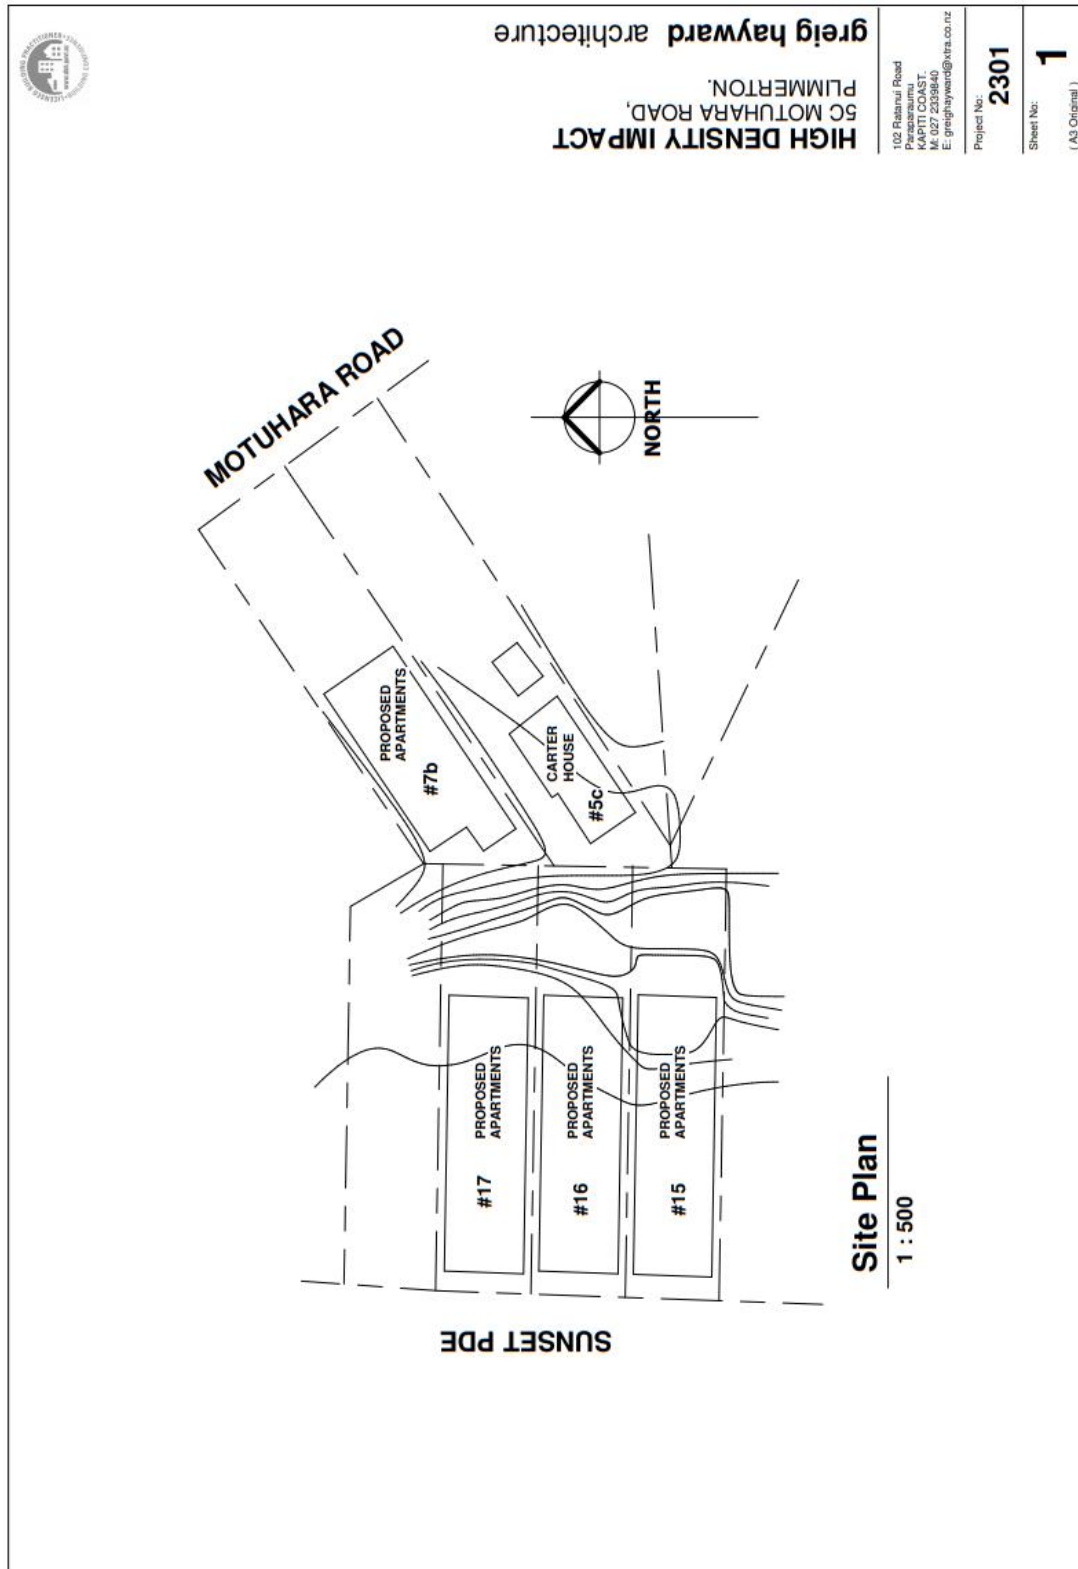 greig hayward architecture
HIGH DENSITY IMPACT
5C MOTUHARA ROAD,
PLIMMERTON.
102 Ratanui Road
Paraparaumu
KAPITI COAST.
M: 027 2339840
E: greighayward@xtra.co.nz
Project No:
2301
Sheet No:
1
( A3 Original )
MOTUHARA ROAD
NORTH
PROPOSED
APARTMENTS
#7b
CARTER
HOUSE
#5c
PROPOSED
APARTMENTS
#17
PROPOSED
APARTMENTS
#16
PROPOSED
APARTMENTS
#15
SUNSET PDE
Site Plan
1 : 500